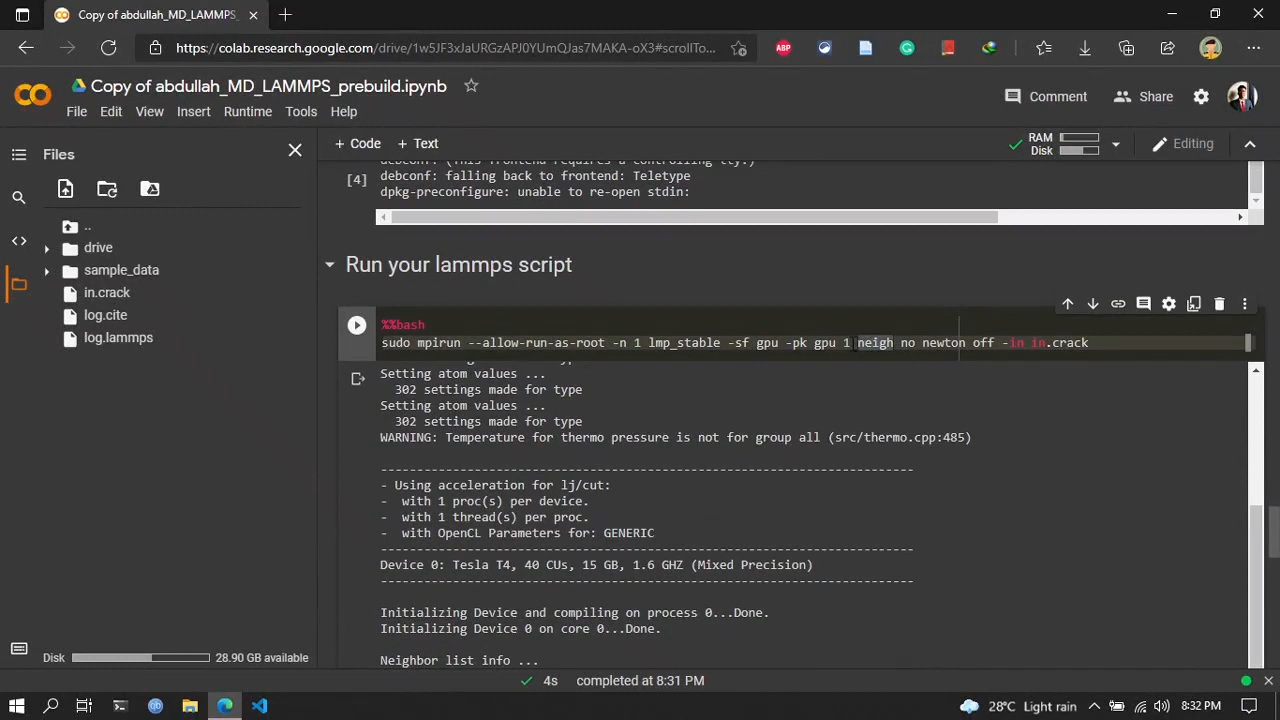 Copy of abdullah_MD_LAMMPS_
https://colab.research.google.com/drive/1w5JF3xJaURGzAPJ0YUmQJas7MAKA-oX3#scrollTo...
ABP
Copy of abdullah_MD_LAMMPS_prebuild.ipynb
File Edit View Insert Runtime Tools Help
Comment
Share
Files
+ Code + Text
RAM
Disk
Editing
debconf: (This frontend requires a controlling tty.)
[4]
debconf: falling back to frontend: Teletype
dpkg-preconfigure: unable to re-open stdin:
..
drive
sample_data
in.crack
log.cite
log.lammps
Run your lammps script
%%bash
sudo mpirun --allow-run-as-root -n 1 lmp_stable -sf gpu -pk gpu 1 neigh no newton off -in in.crack
Setting atom values ...
302 settings made for type
Setting atom values ...
302 settings made for type
WARNING: Temperature for thermo pressure is not for group all (src/thermo.cpp:485)
--------------------------------------------------------------------------
- Using acceleration for lj/cut:
- with 1 proc(s) per device.
- with 1 thread(s) per proc.
- with OpenCL Parameters for: GENERIC
--------------------------------------------------------------------------
Device 0: Tesla T4, 40 CUs, 15 GB, 1.6 GHZ (Mixed Precision)
--------------------------------------------------------------------------
Initializing Device and compiling on process 0...Done.
Initializing Device 0 on core 0...Done.
Neighbor list info ...
Disk
28.90 GB available
4s completed at 8:31 PM
28°C Light rain
8:32 PM